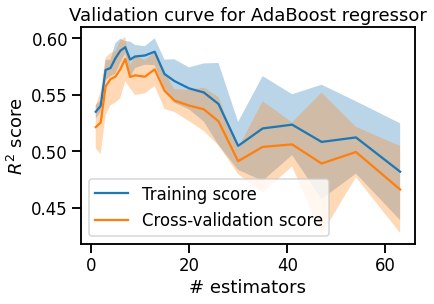 Validation curve for AdaBoost regressor
0.60
0.55
0.50
0.45
R² score
Training score
Cross-validation score
0
20
40
60
# estimators